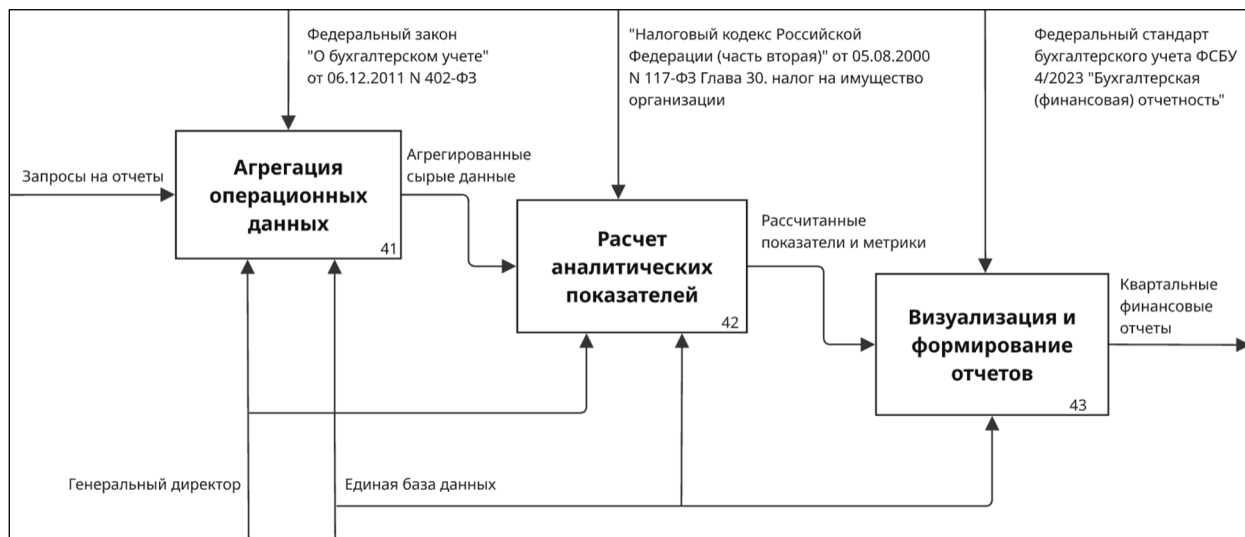 Федеральный закон
"О бухгалтерском учете"
от 06.12.2011 N 402-ФЗ
"Налоговый кодекс Российской
Федерации (часть вторая)" от 05.08.2000
N 117-ФЗ Глава 30. налог на имущество
организации
Федеральный стандарт
бухгалтерского учета ФСБУ
4/2023 "Бухгалтерская
(финансовая) отчетность"
Запросы на отчеты
Агрегация
операционных
данных
41
Агрегированные
сырые данные
Расчет
аналитических
показателей
42
Рассчитанные
показатели и метрики
Визуализация и
формирование
отчетов
43
Квартальные
финансовые
отчеты
Генеральный директор
Единая база данных